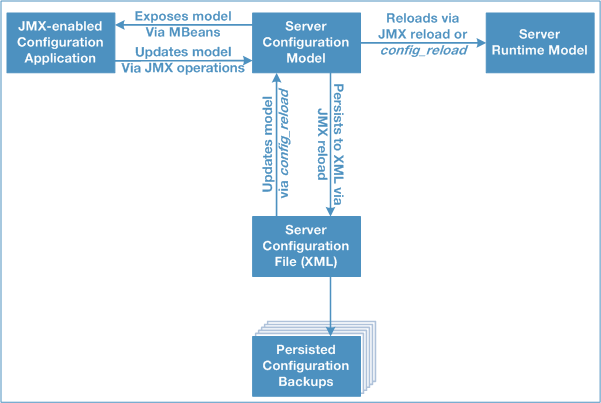 JMX-enabled
Configuration
Application
Exposes model
Via MBeans
Updates model
Via JMX operations
Server
Configuration
Model
Reloads via
JMX reload or
config_reload
Server
Runtime Model
Updates model
via config_reload
Persists to XML via
JMX reload
Server
Configuration
File (XML)
Persisted
Configuration
Backups